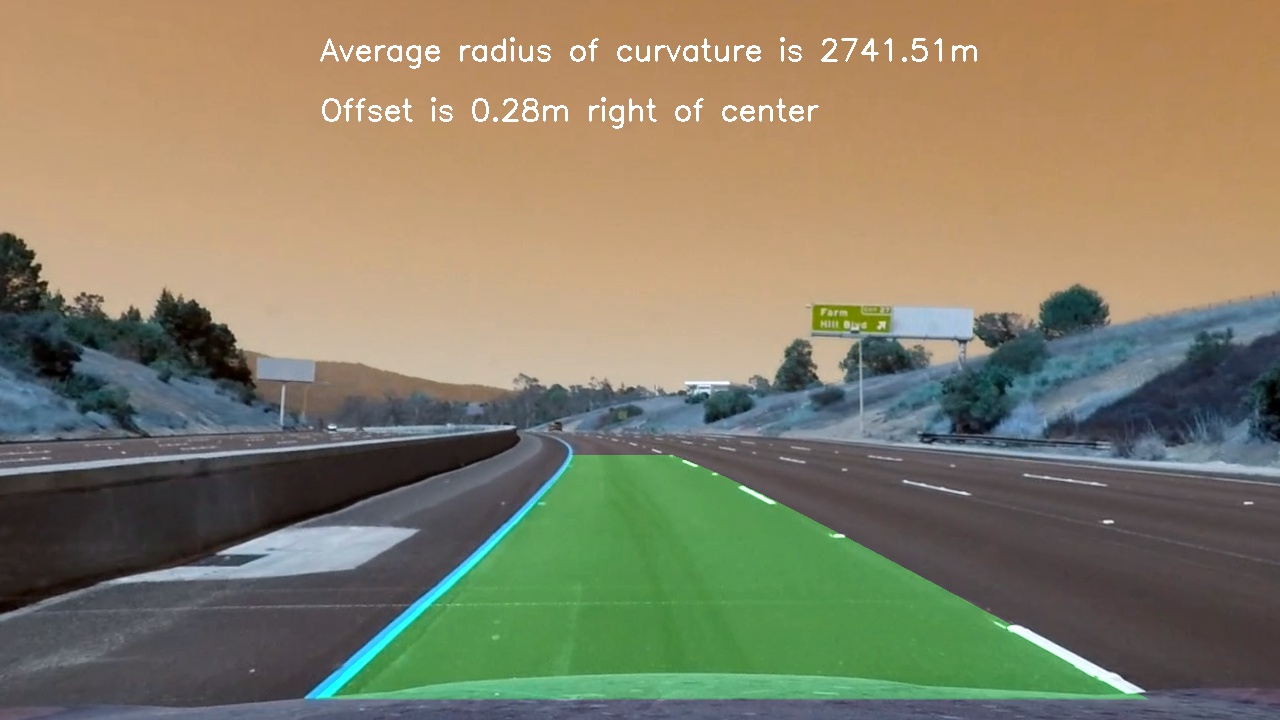 Average radius of curvature is 2741.51m
Offset is 0.28m right of center
Farm
Hill Blvd